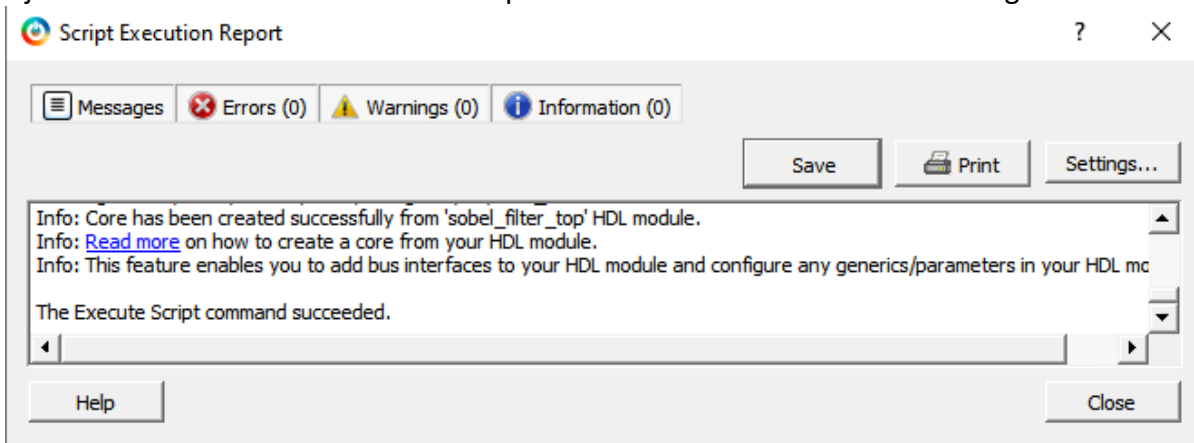 Script Execution Report
? X
Messages Errors (0) Warnings (0) Information (0)
Save Print Settings...
Info: Core has been created successfully from 'sobel_filter_top' HDL module.
Info: Read more on how to create a core from your HDL module.
Info: This feature enables you to add bus interfaces to your HDL module and configure any generics/parameters in your HDL mo
The Execute Script command succeeded.
Help Close